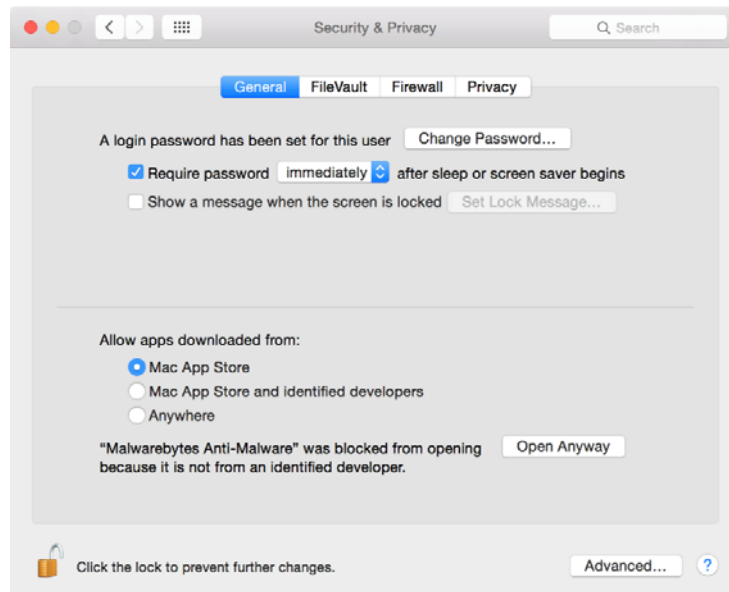 Security & Privacy
Search
General FileVault Firewall Privacy
A login password has been set for this user Change Password...
Require password immediately after sleep or screen saver begins
Show a message when the screen is locked Set Lock Message...
Allow apps downloaded from:
Mac App Store
Mac App Store and identified developers
Anywhere
“Malwarebytes Anti-Malware” was blocked from opening Open Anyway
because it is not from an identified developer.
Click the lock to prevent further changes. Advanced... ?